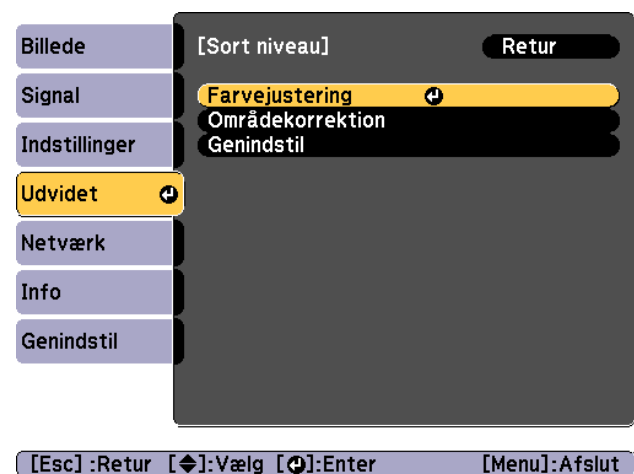 Billede
Signal
Indstillinger
Udvidet
Netværk
Info
Genindstil
[Sort niveau]
Retur
Farvejustering
Områdekorrektion
Genindstil
[Esc] :Retur [◆]:Vælg [⏎]:Enter [Menu]:Afslut